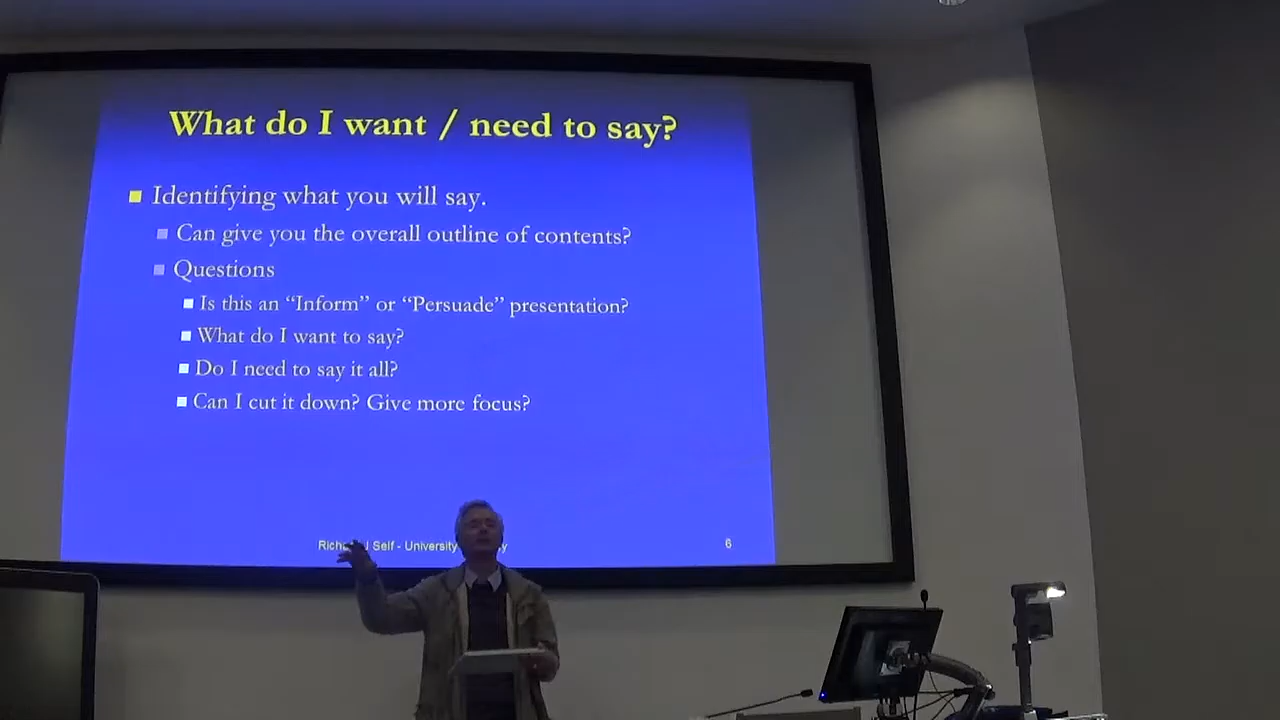 What do I want / need to say?
Identifying what you will say.
Can give you the overall outline of contents?
Questions
Is this an “Inform” or “Persuade” presentation?
What do I want to say?
Do I need to say it all?
Can I cut it down? Give more focus?
Self - University
6